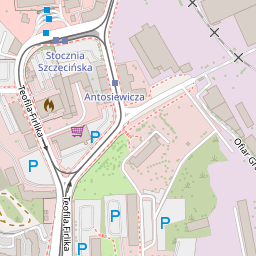 Stocznia
Szczecińska
Antosiewicza
Teofila Firlika
Teofila Firlika
Ofiar Gr
P
P
P
P
P